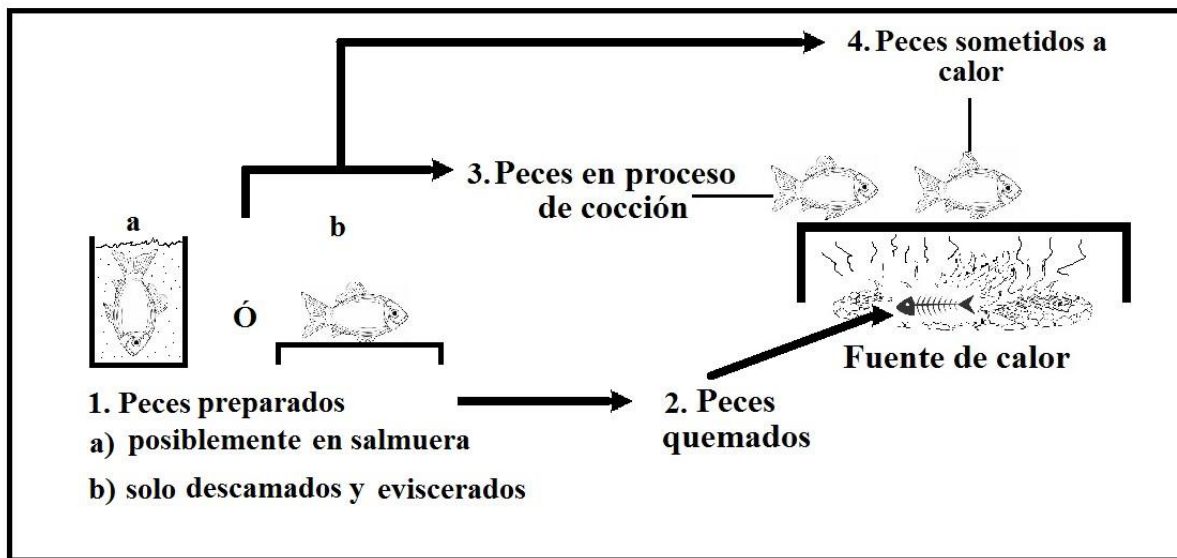 4. Peces sometidos a
calor
3. Peces en proceso
de cocción
a
b
Ó
Fuente de calor
1. Peces preparados
a) posiblemente en salmuera
b) solo descamados y eviscerados
2. Peces
quemados